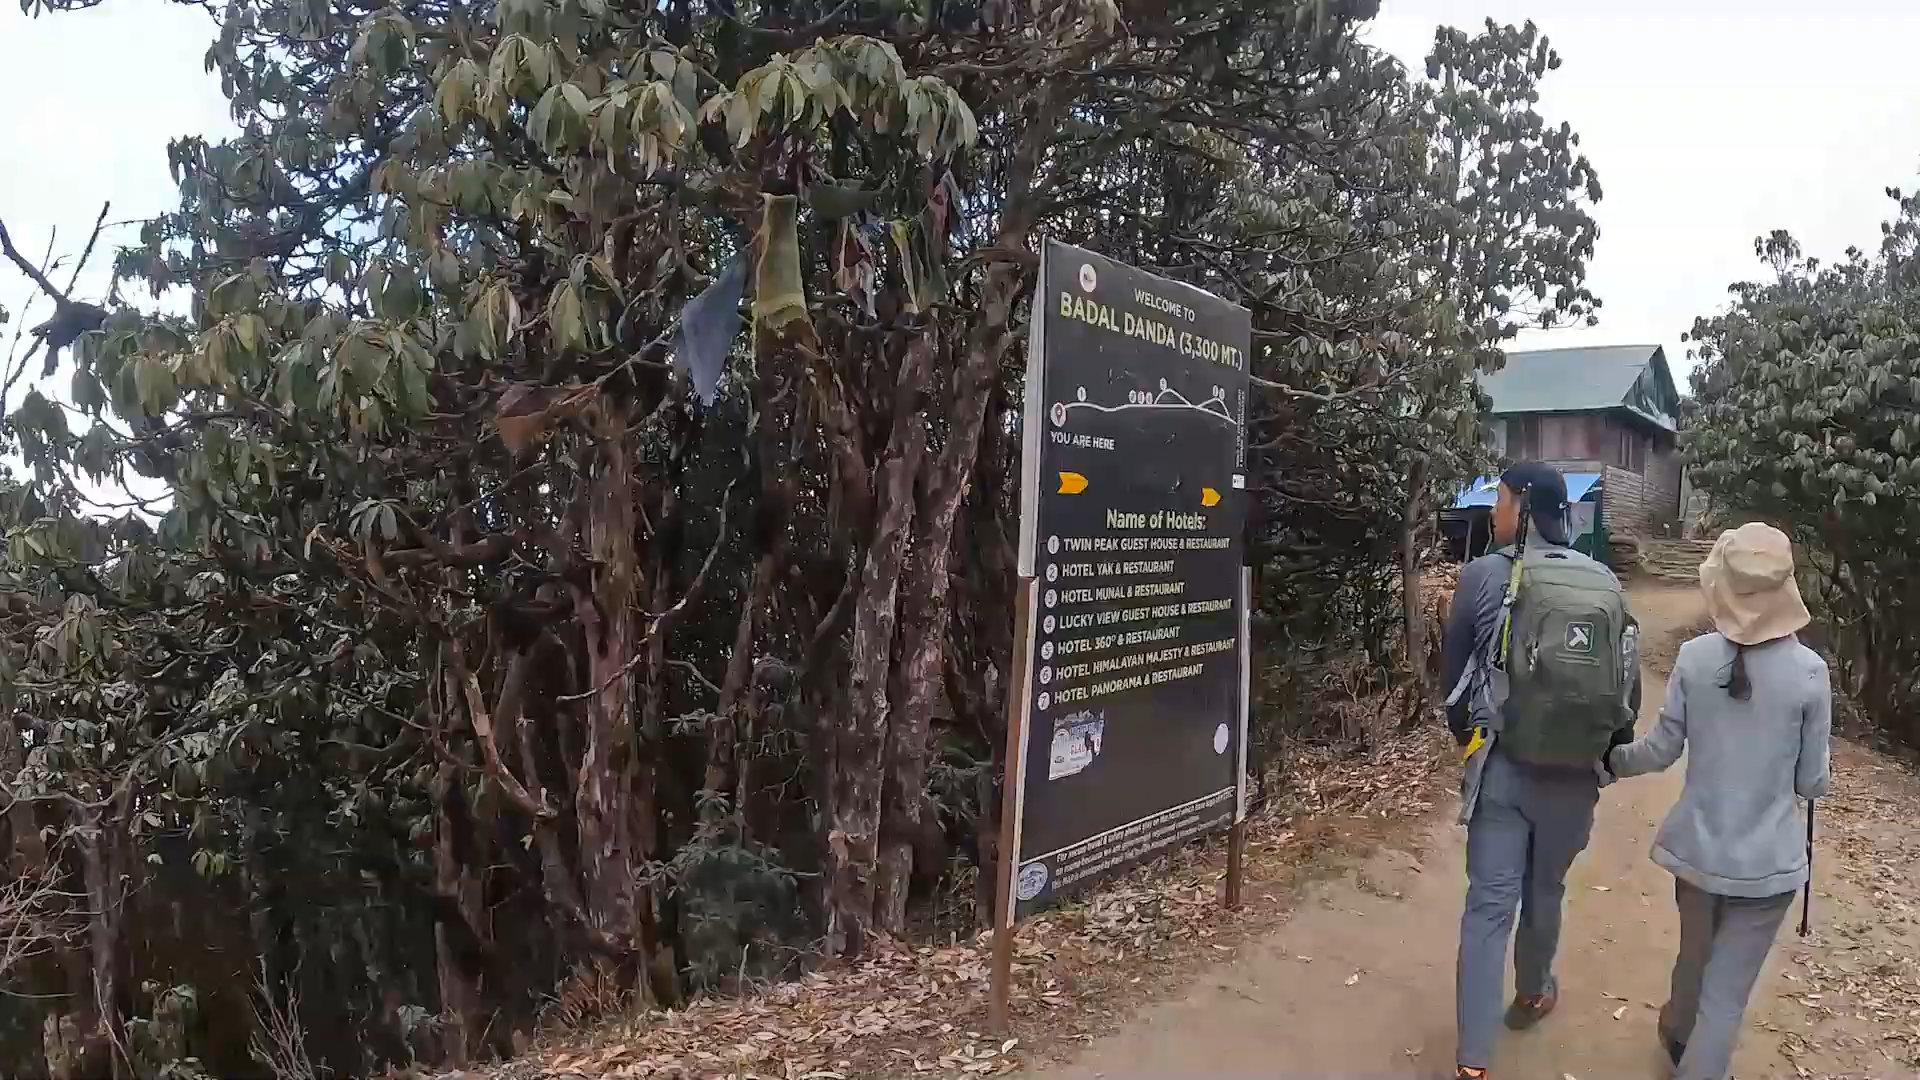 WELCOME TO
BADAL DANDA (3,300 MT.)
YOU ARE HERE
Name of Hotels:
1 TWIN PEAK GUEST HOUSE & RESTAURANT
2 HOTEL YAK & RESTAURANT
3 HOTEL MUNAL & RESTAURANT
4 LUCKY VIEW GUEST HOUSE & RESTAURANT
5 HOTEL 360° & RESTAURANT
6 HOTEL HIMALAYAN MAJESTY & RESTAURANT
7 HOTEL PANORAMA & RESTAURANT